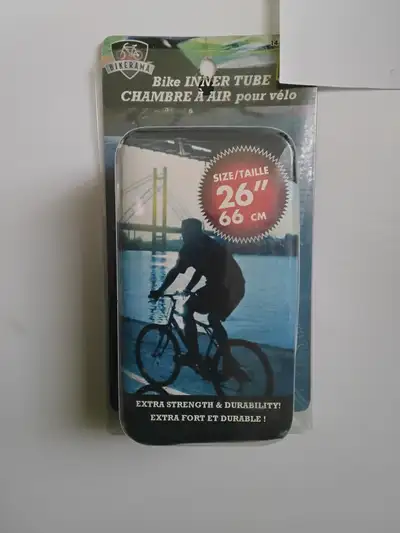 BIKERAMA
Bike INNER TUBE
CHAMBRE À AIR pour vélo
SIZE/TAILLE
26"
66 CM
EXTRA STRENGTH & DURABILITY!
EXTRA FORT ET DURABLE !